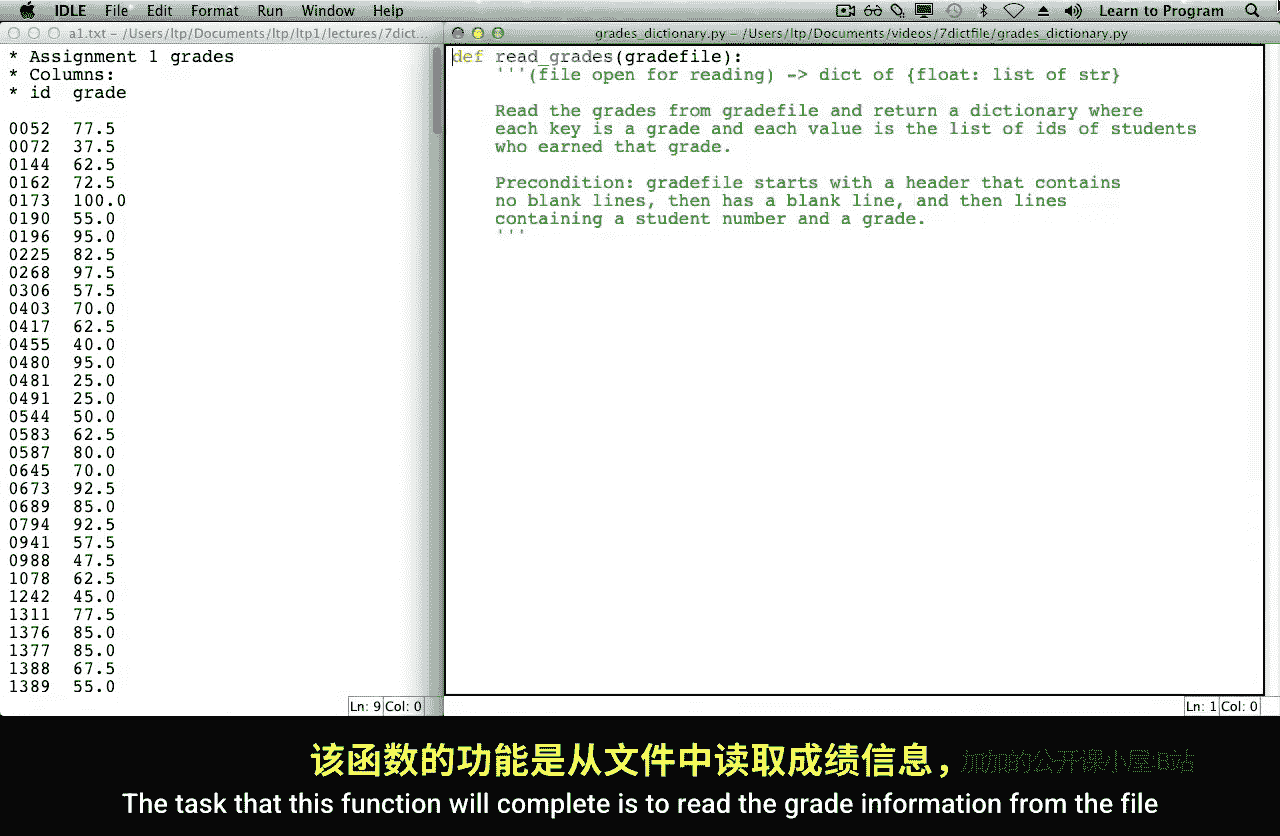 IDLE File Edit Format Run Window Help Learn to Program
a1.txt – /Users/ltp/Documents/ltp/ltp1/lectures/7dict...
* Assignment 1 grades
* Columns:
* id grade
0052 77.5
0072 37.5
0144 62.5
0162 72.5
0173 100.0
0190 55.0
0196 95.0
0225 82.5
0268 97.5
0306 57.5
0403 70.0
0417 62.5
0455 40.0
0480 95.0
0481 25.0
0491 25.0
0544 50.0
0583 62.5
0587 80.0
0645 70.0
0673 92.5
0689 85.0
0794 92.5
0941 57.5
0988 47.5
1078 62.5
1242 45.0
1311 77.5
1376 85.0
1377 85.0
1388 67.5
1389 55.0
Ln: 9 Col: 0
grades_dictionary.py – /Users/ltp/Documents/videos/7dictfile/grades_dictionary.py
def read_grades(gradefile):
'''(file open for reading) -> dict of {float: list of str}
Read the grades from gradefile and return a dictionary where
each key is a grade and each value is the list of ids of students
who earned that grade.
Precondition: gradefile starts with a header that contains
no blank lines, then has a blank line, and then lines
containing a student number and a grade.
'''
Ln: 1 Col: 0
该函数的功能是从文件中读取成绩信息，
加加的公开课小屋:B站
The task that this function will complete is to read the grade information from the file